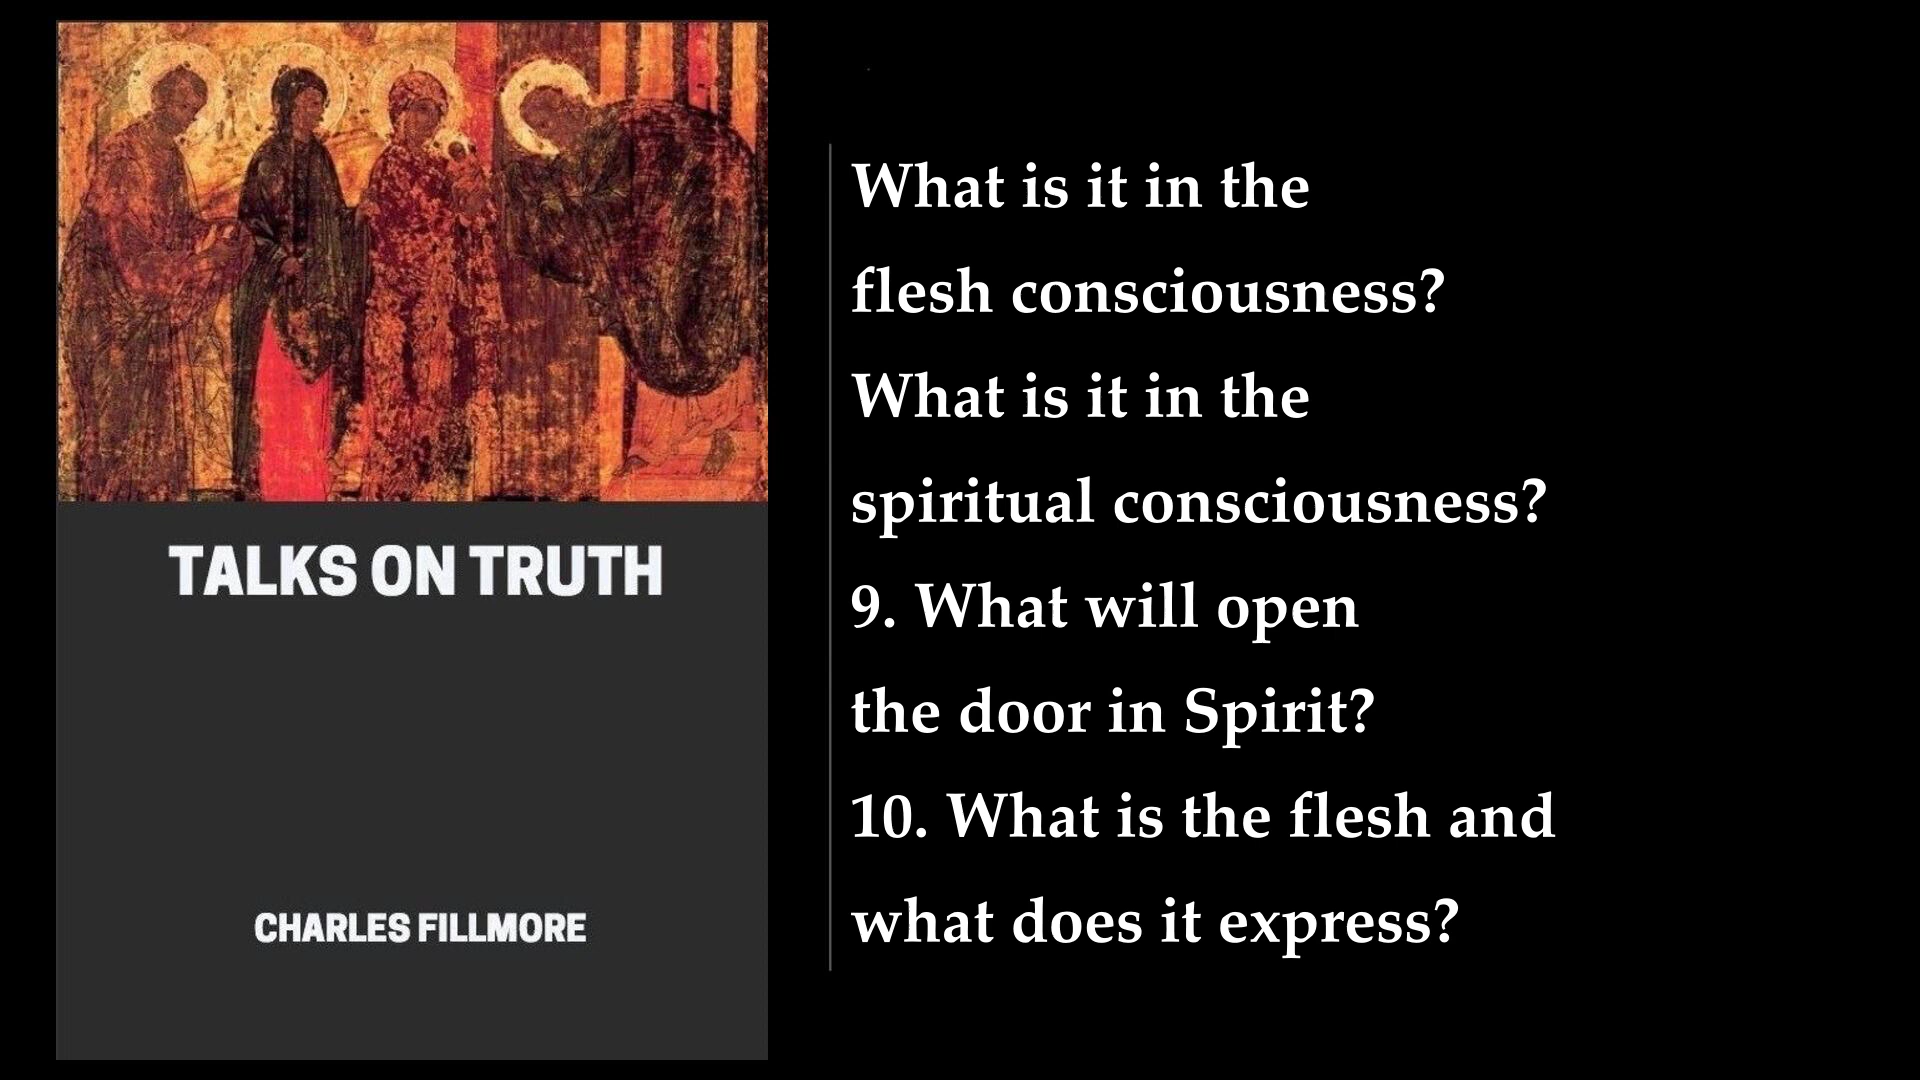 TALKS ON TRUTH
CHARLES FILLMORE
What is it in the
flesh consciousness?
What is it in the
spiritual consciousness?
9. What will open
the door in Spirit?
10. What is the flesh and
what does it express?